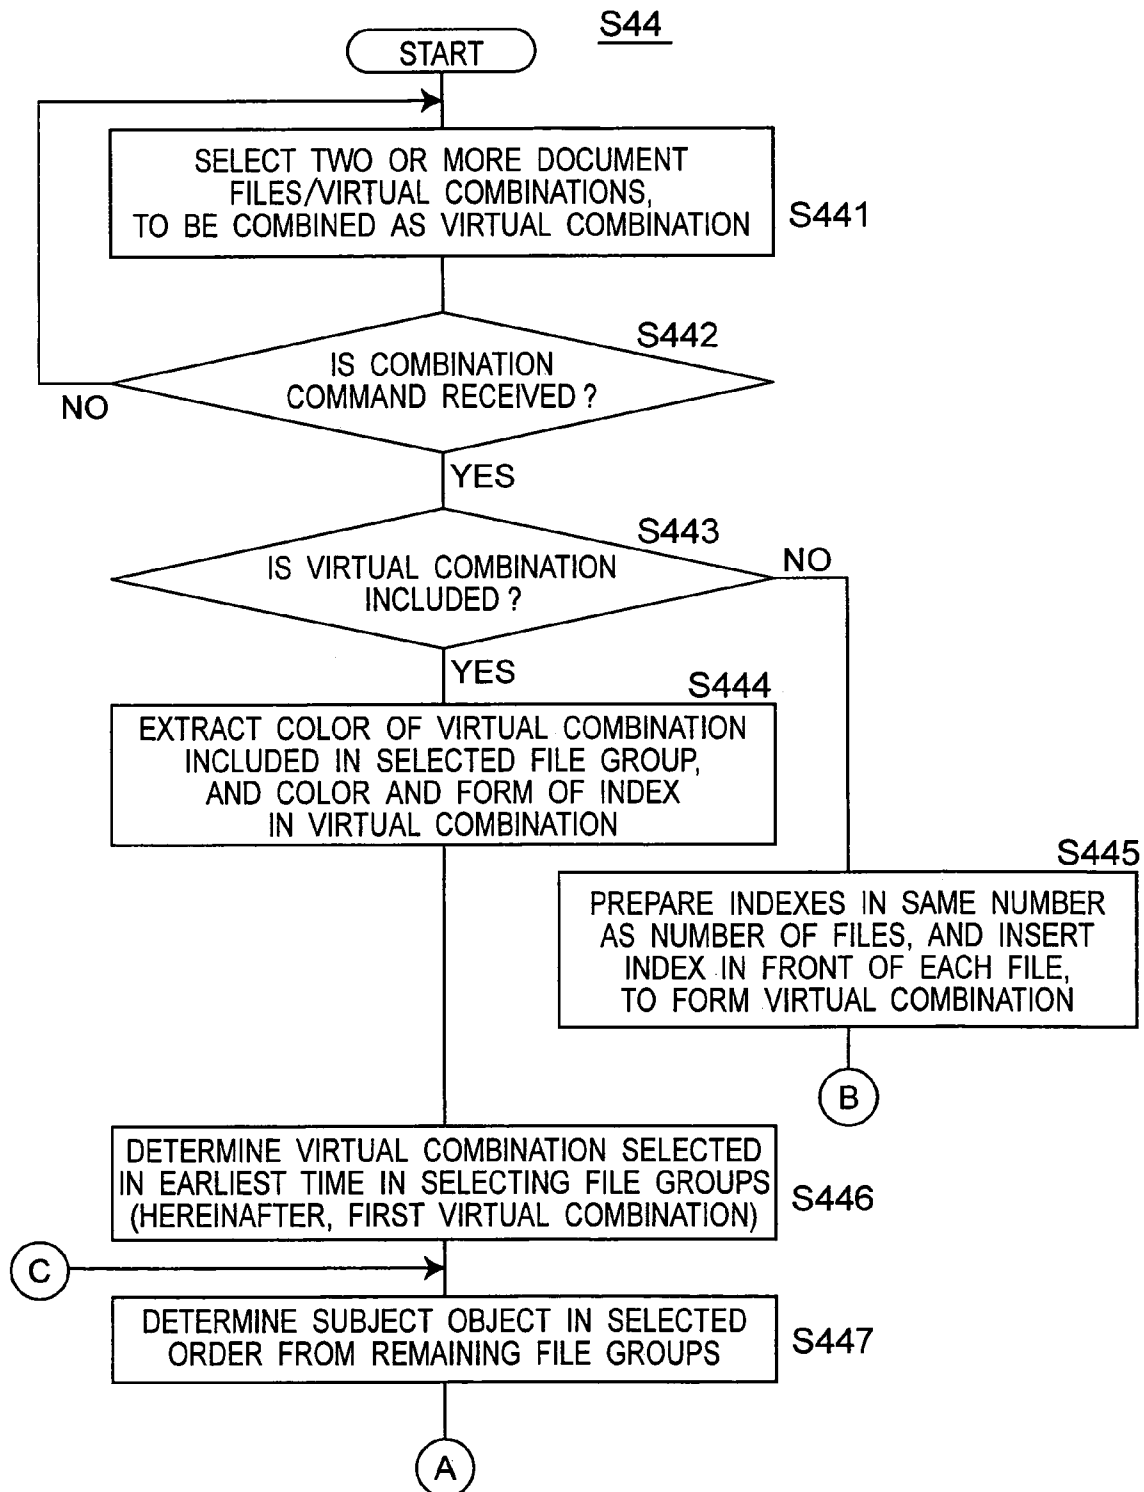 S44
START
SELECT TWO OR MORE DOCUMENT
FILES/VIRTUAL COMBINATIONS,
TO BE COMBINED AS VIRTUAL COMBINATION
S441
S442
IS COMBINATION
COMMAND RECEIVED ?
NO
YES
S443
IS VIRTUAL COMBINATION
INCLUDED ?
NO
YES
S444
EXTRACT COLOR OF VIRTUAL COMBINATION
INCLUDED IN SELECTED FILE GROUP,
AND COLOR AND FORM OF INDEX
IN VIRTUAL COMBINATION
S445
PREPARE INDEXES IN SAME NUMBER
AS NUMBER OF FILES, AND INSERT
INDEX IN FRONT OF EACH FILE,
TO FORM VIRTUAL COMBINATION
B
DETERMINE VIRTUAL COMBINATION SELECTED
IN EARLIEST TIME IN SELECTING FILE GROUPS
(HEREINAFTER, FIRST VIRTUAL COMBINATION)
S446
C
DETERMINE SUBJECT OBJECT IN SELECTED
ORDER FROM REMAINING FILE GROUPS
S447
A